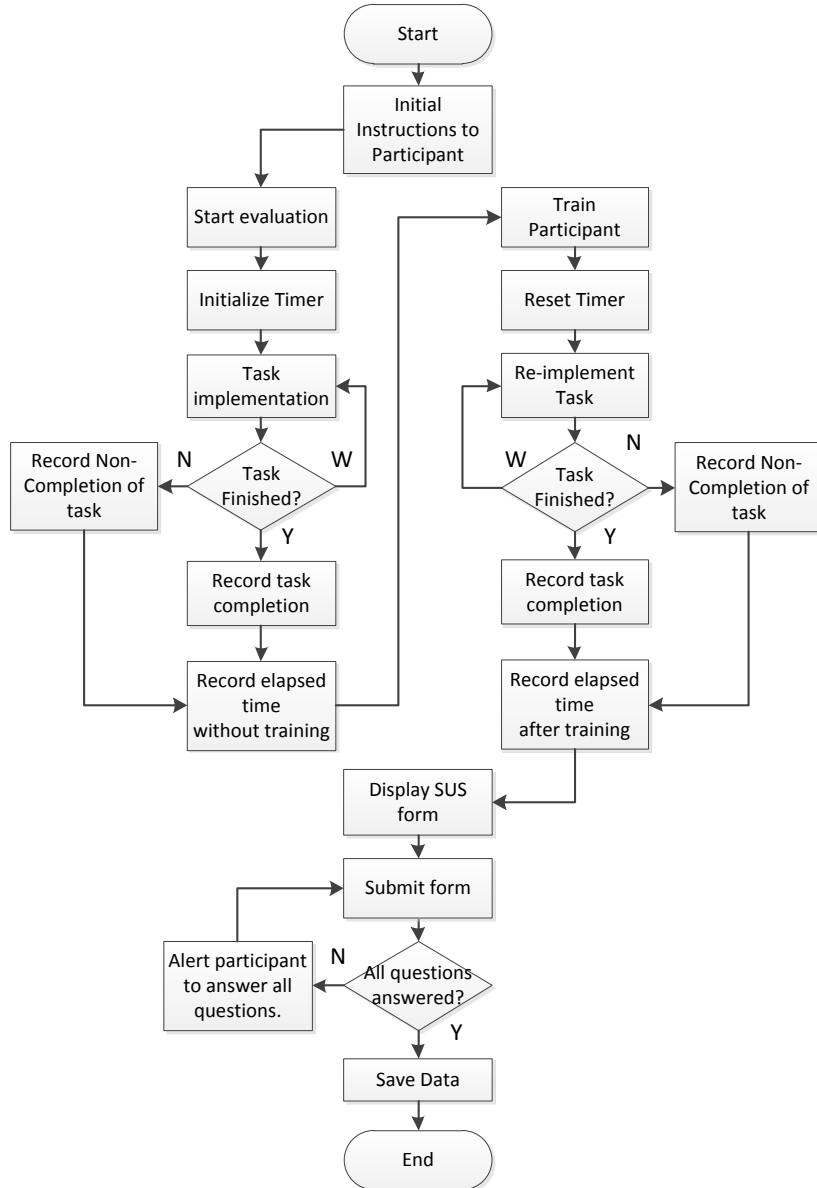 Start
Initial
Instructions to
Participant
Start evaluation
Initialize Timer
Task
implementation
Task
Finished?
N
W
Y
Record Non-
Completion of
task
Record task
completion
Record elapsed
time
without training
Train
Participant
Reset Timer
Re-implement
Task
Task
Finished?
W
N
Y
Record Non-
Completion of
task
Record task
completion
Record elapsed
time
after training
Display SUS
form
Submit form
All questions
answered?
N
Y
Alert participant
to answer all
questions.
Save Data
End